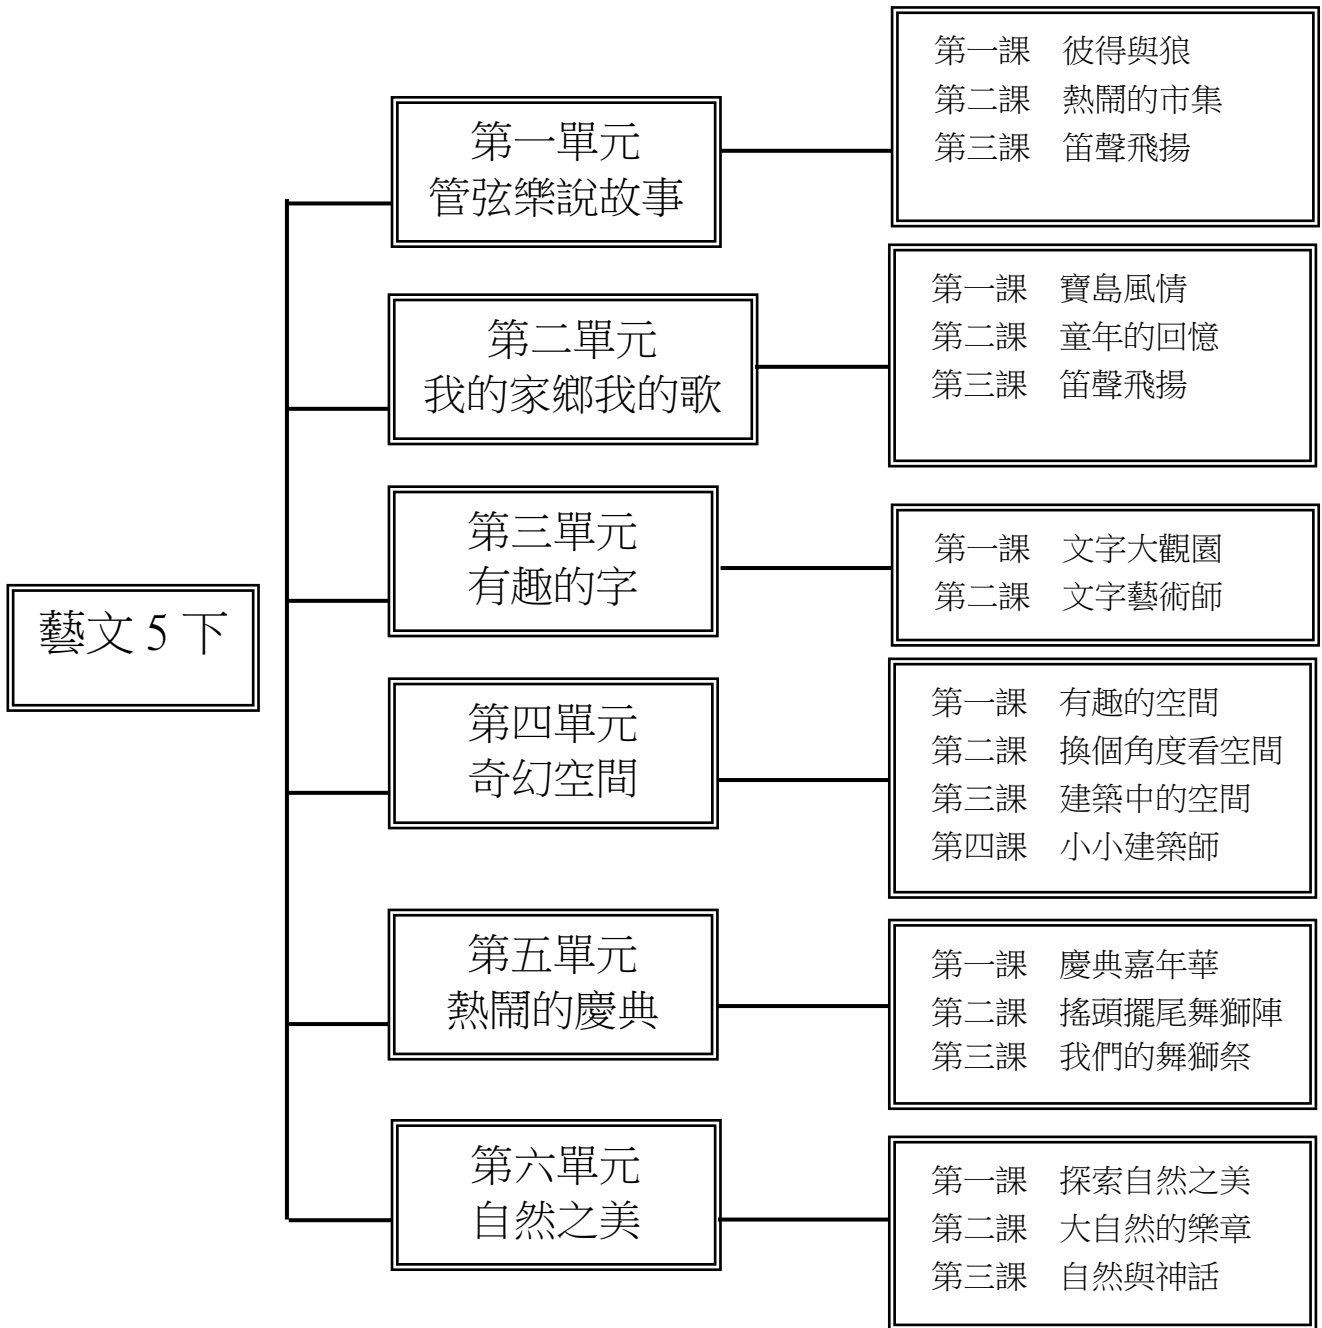 藝文 5 下
第一單元
管弦樂說故事
第一課　彼得與狼
第二課　熱鬧的市集
第三課　笛聲飛揚
第二單元
我的家鄉我的歌
第一課　寶島風情
第二課　童年的回憶
第三課　笛聲飛揚
第三單元
有趣的字
第一課　文字大觀園
第二課　文字藝術師
第四單元
奇幻空間
第一課　有趣的空間
第二課　換個角度看空間
第三課　建築中的空間
第四課　小小建築師
第五單元
熱鬧的慶典
第一課　慶典嘉年華
第二課　搖頭擺尾舞獅陣
第三課　我們的舞獅祭
第六單元
自然之美
第一課　探索自然之美
第二課　大自然的樂章
第三課　自然與神話